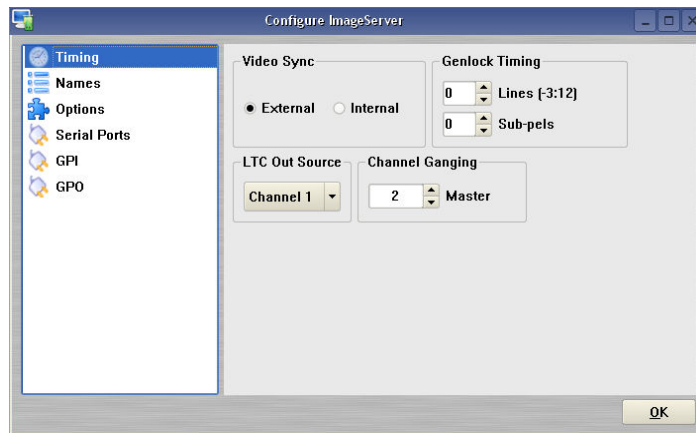 Configure ImageServer
Timing
Names
Options
Serial Ports
GPI
GPO
Video Sync
External Internal
Genlock Timing
0 Lines (-3:12)
0 Sub-pels
LTC Out Source
Channel 1
Channel Ganging
2 Master
OK